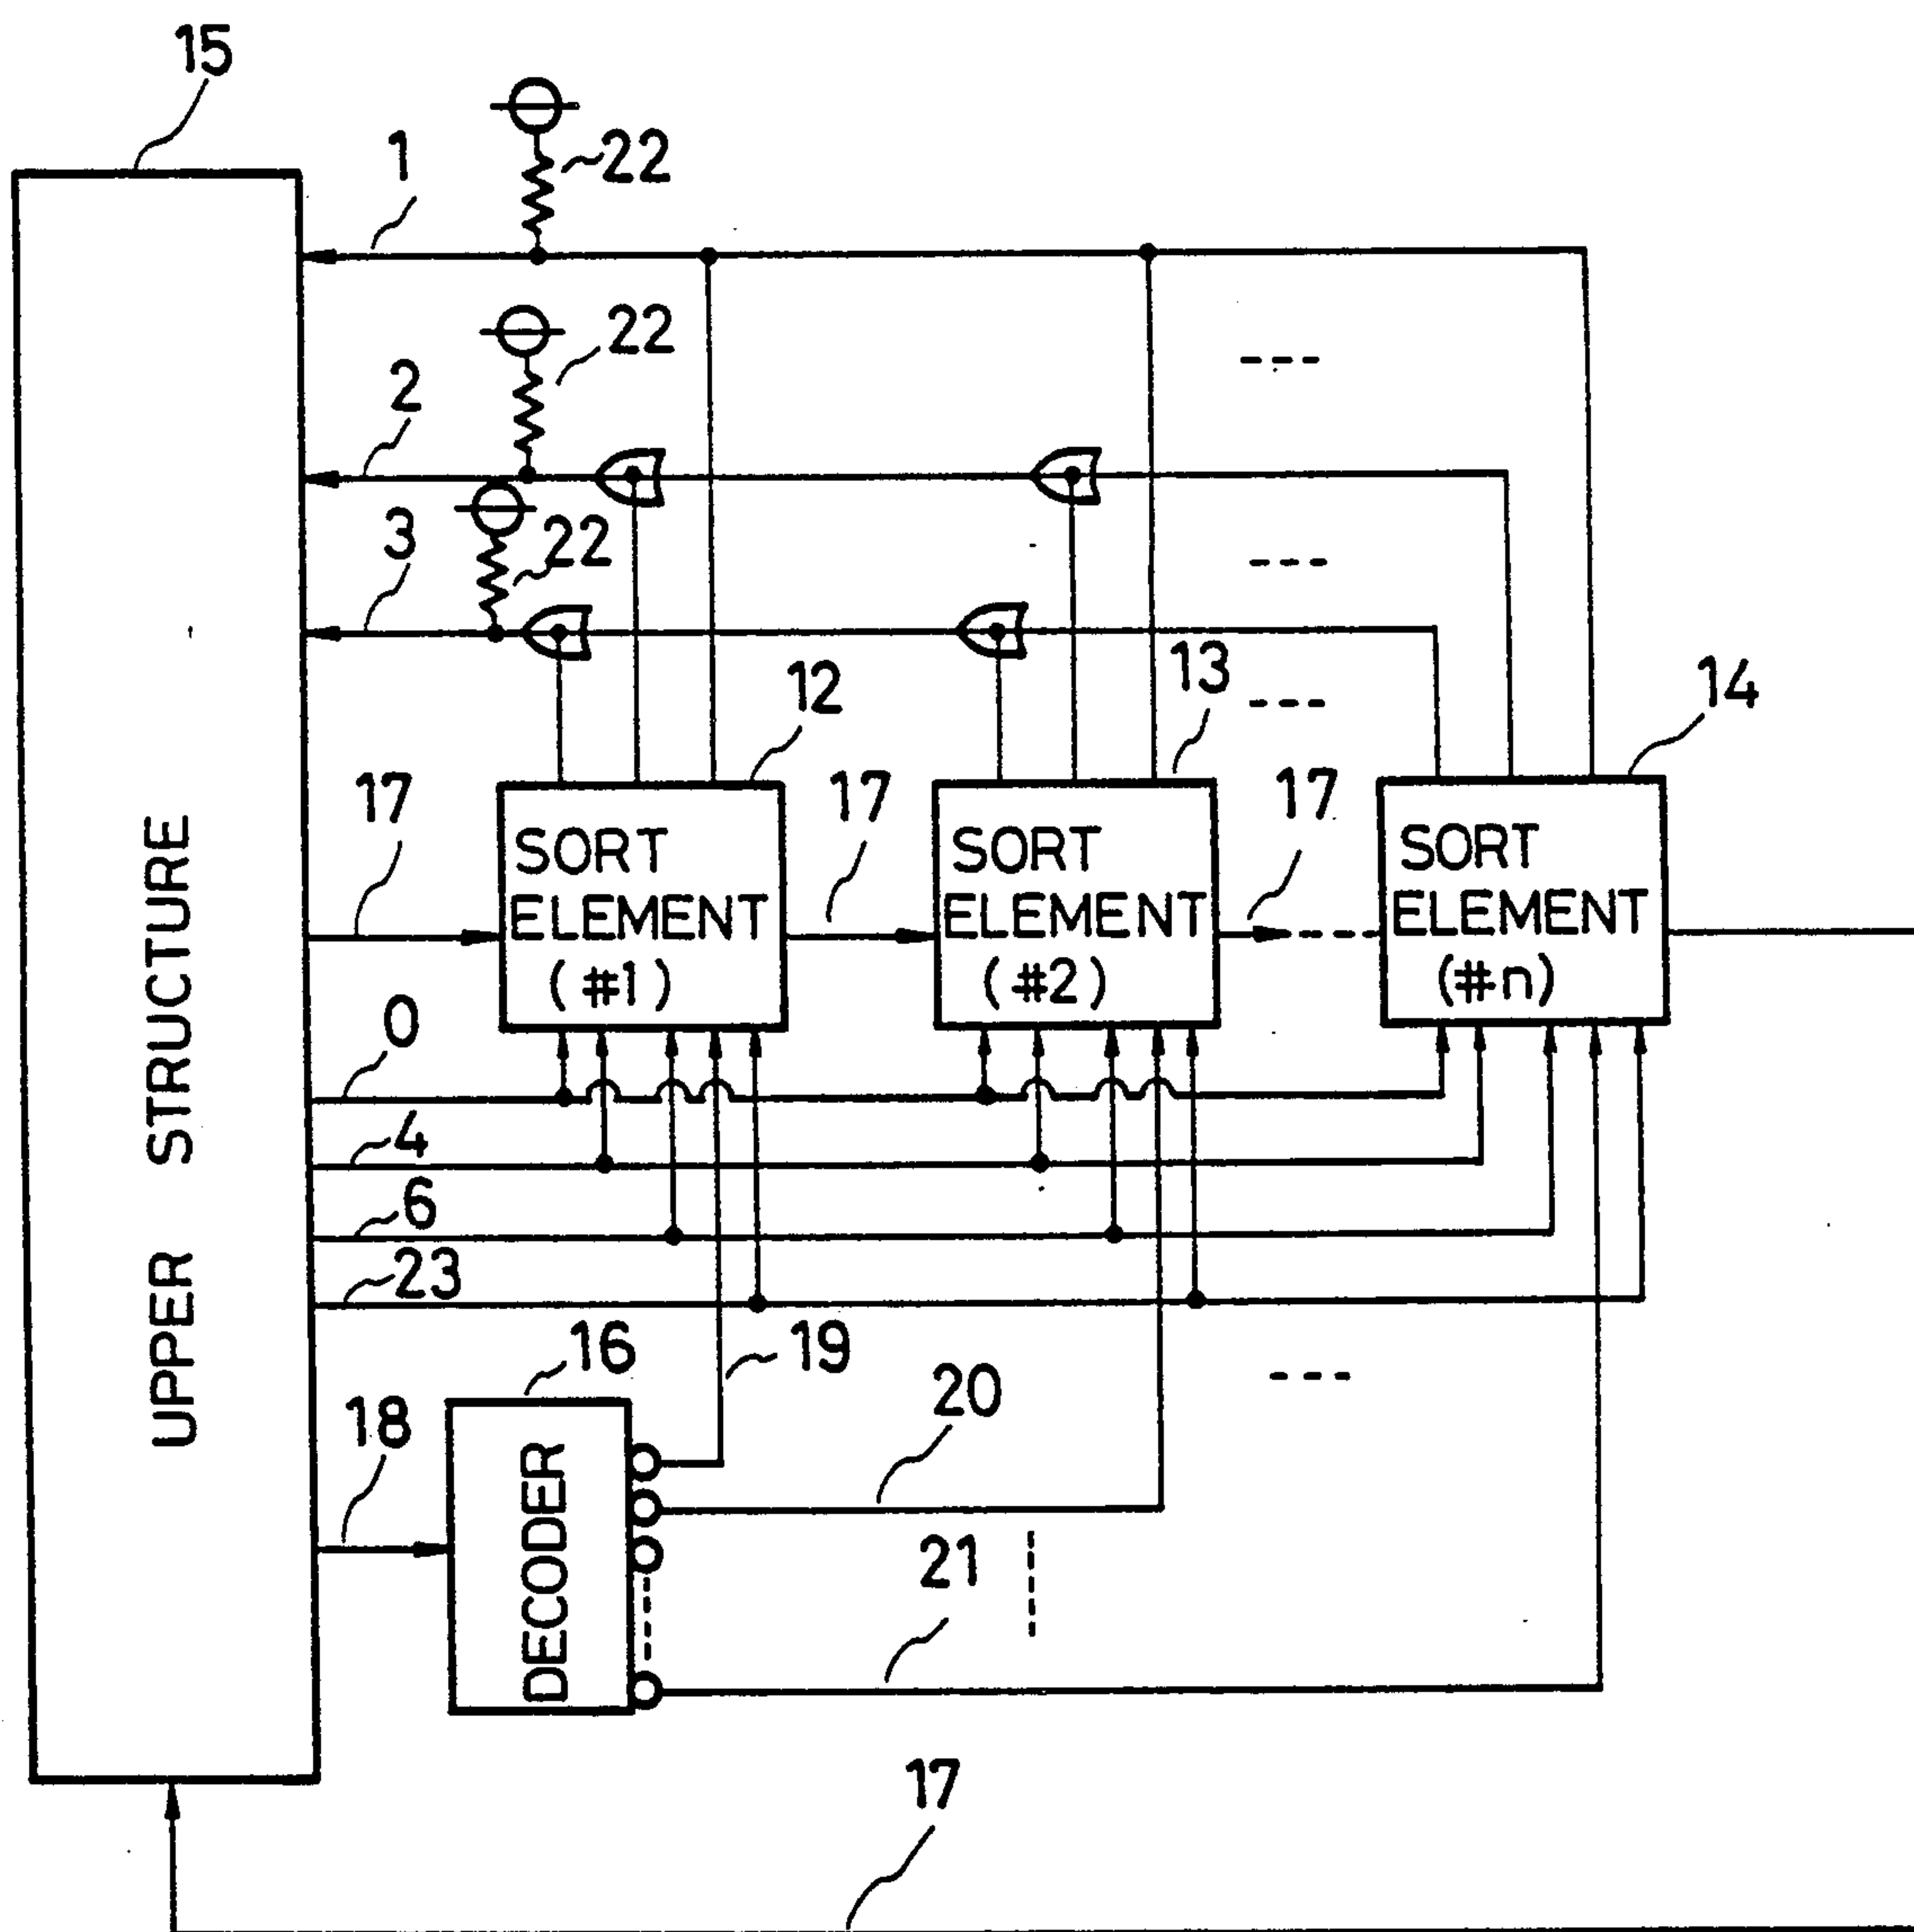 15
1
22
2
22
3
22
12
13
14
17
17
17
SORT
ELEMENT
(#1)
SORT
ELEMENT
(#2)
SORT
ELEMENT
(#n)
UPPER STRUCTURE
0
4
6
23
16
19
20
18
DECODER
21
17